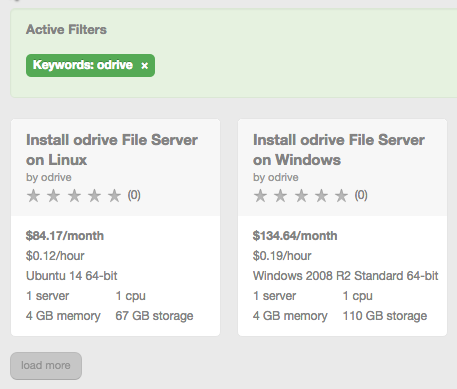 Active Filters
Keywords: odrive ×
Install odrive File Server
on Linux
by odrive
(0)
$84.17/month
$0.12/hour
Ubuntu 14 64-bit
1 server 1 cpu
4 GB memory 67 GB storage
Install odrive File Server
on Windows
by odrive
(0)
$134.64/month
$0.19/hour
Windows 2008 R2 Standard 64-bit
1 server 1 cpu
4 GB memory 110 GB storage
load more